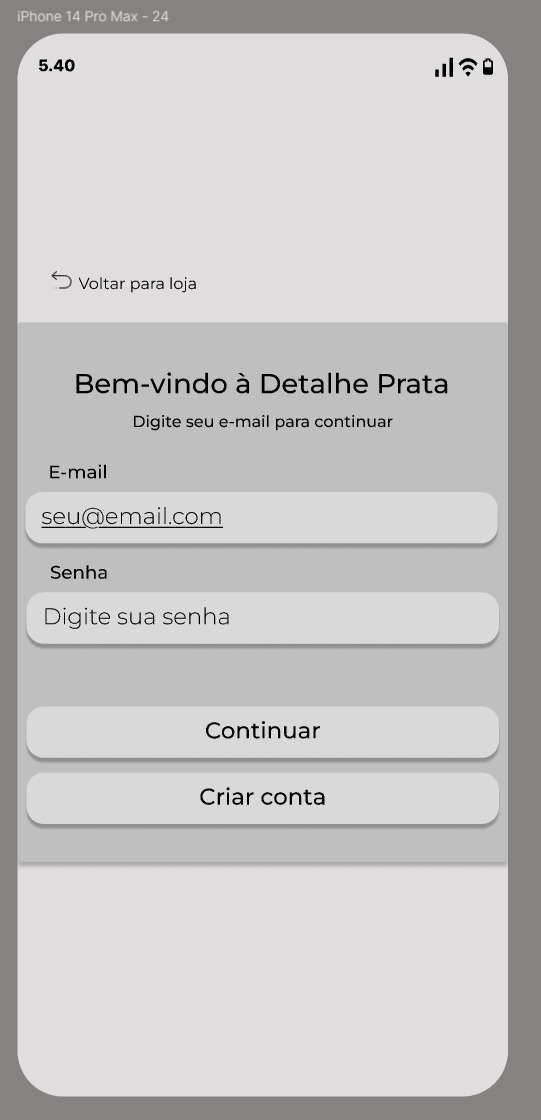 iPhone 14 Pro Max - 24
5.40
Voltar para loja
Bem-vindo à Detalhe Prata
Digite seu e-mail para continuar
E-mail
seu@email.com
Senha
Digite sua senha
Continuar
Criar conta